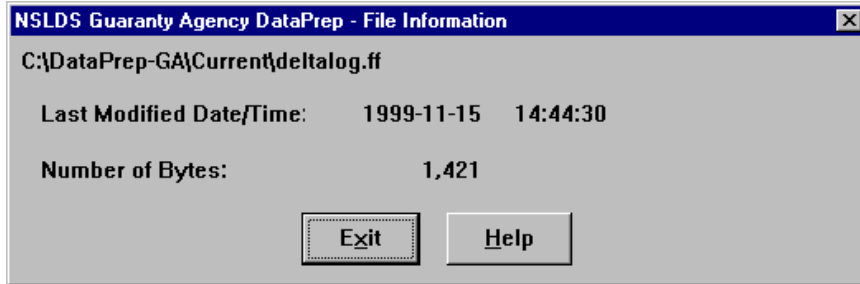 NSLDS Guaranty Agency DataPrep - File Information
C:\DataPrep-GA\Current\deltalog.ff
Last Modified Date/Time: 1999-11-15 14:44:30
Number of Bytes: 1,421
Exit Help